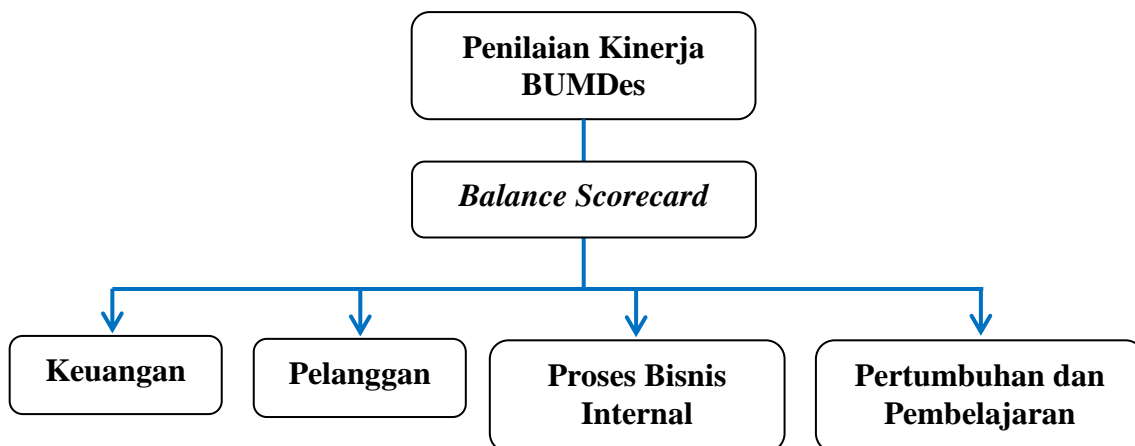 Penilaian Kinerja
BUMDes
Balance Scorecard
Keuangan
Pelanggan
Proses Bisnis
Internal
Pertumbuhan dan
Pembelajaran